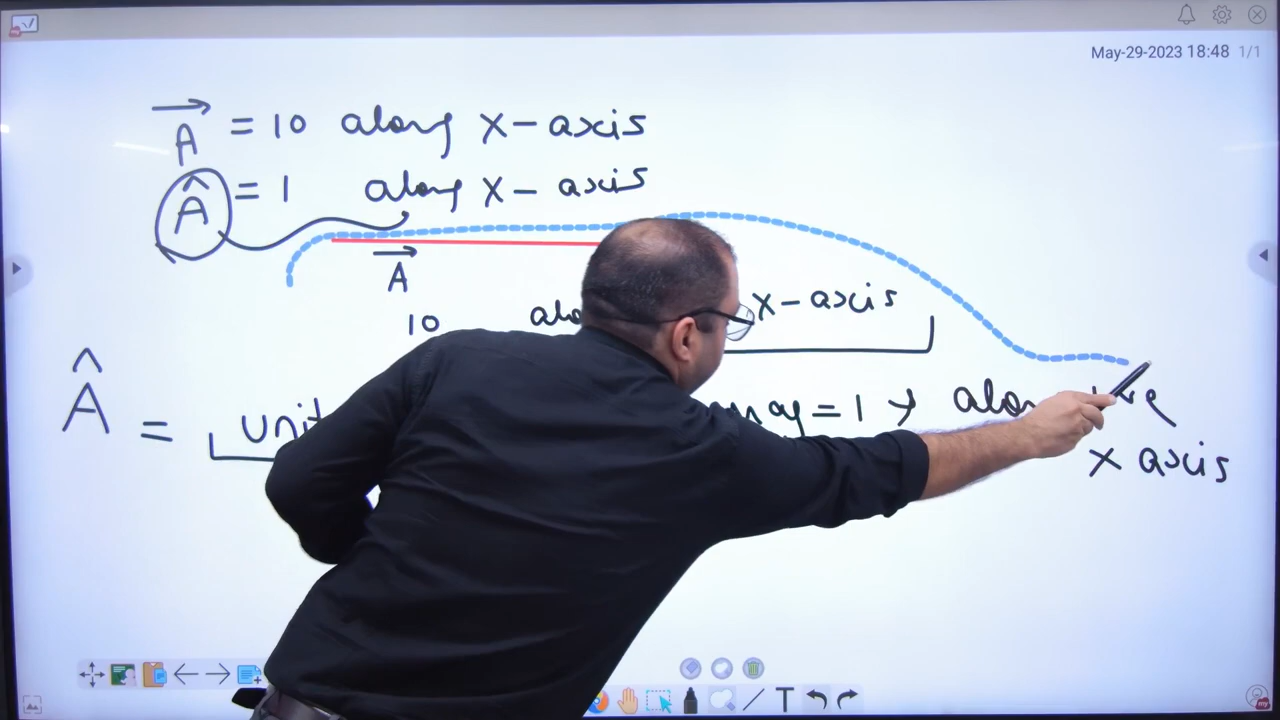 May-29-2023 18:48 1/1
A = 10 along X-axis
Â = 1 along X-axis
A
10 X-axis
Â = unit = 1 along +ve
X axis
T